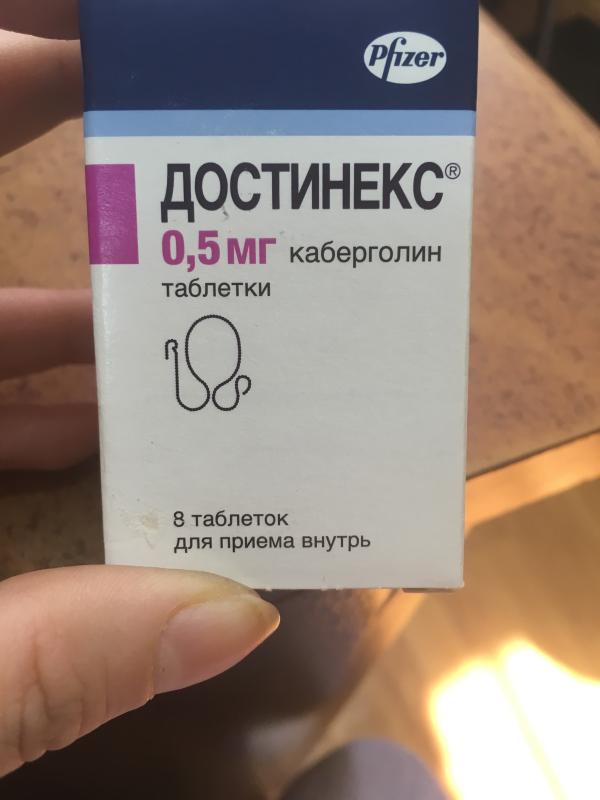 Pfizer
ДОСТИНЕКС®
0,5 мг каберголин
таблетки
8 таблеток
для приема внутрь